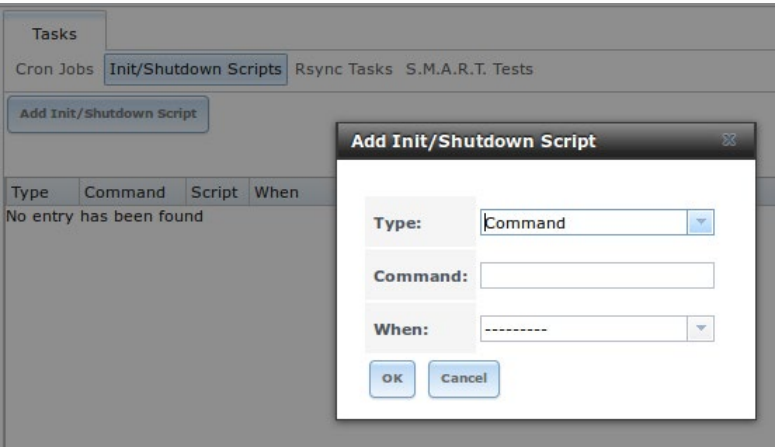 Tasks
Cron Jobs Init/Shutdown Scripts Rsync Tasks S.M.A.R.T. Tests
Add Init/Shutdown Script
Type Command Script When
No entry has been found
Add Init/Shutdown Script
Type: Command
Command:
When: ---------
OK Cancel